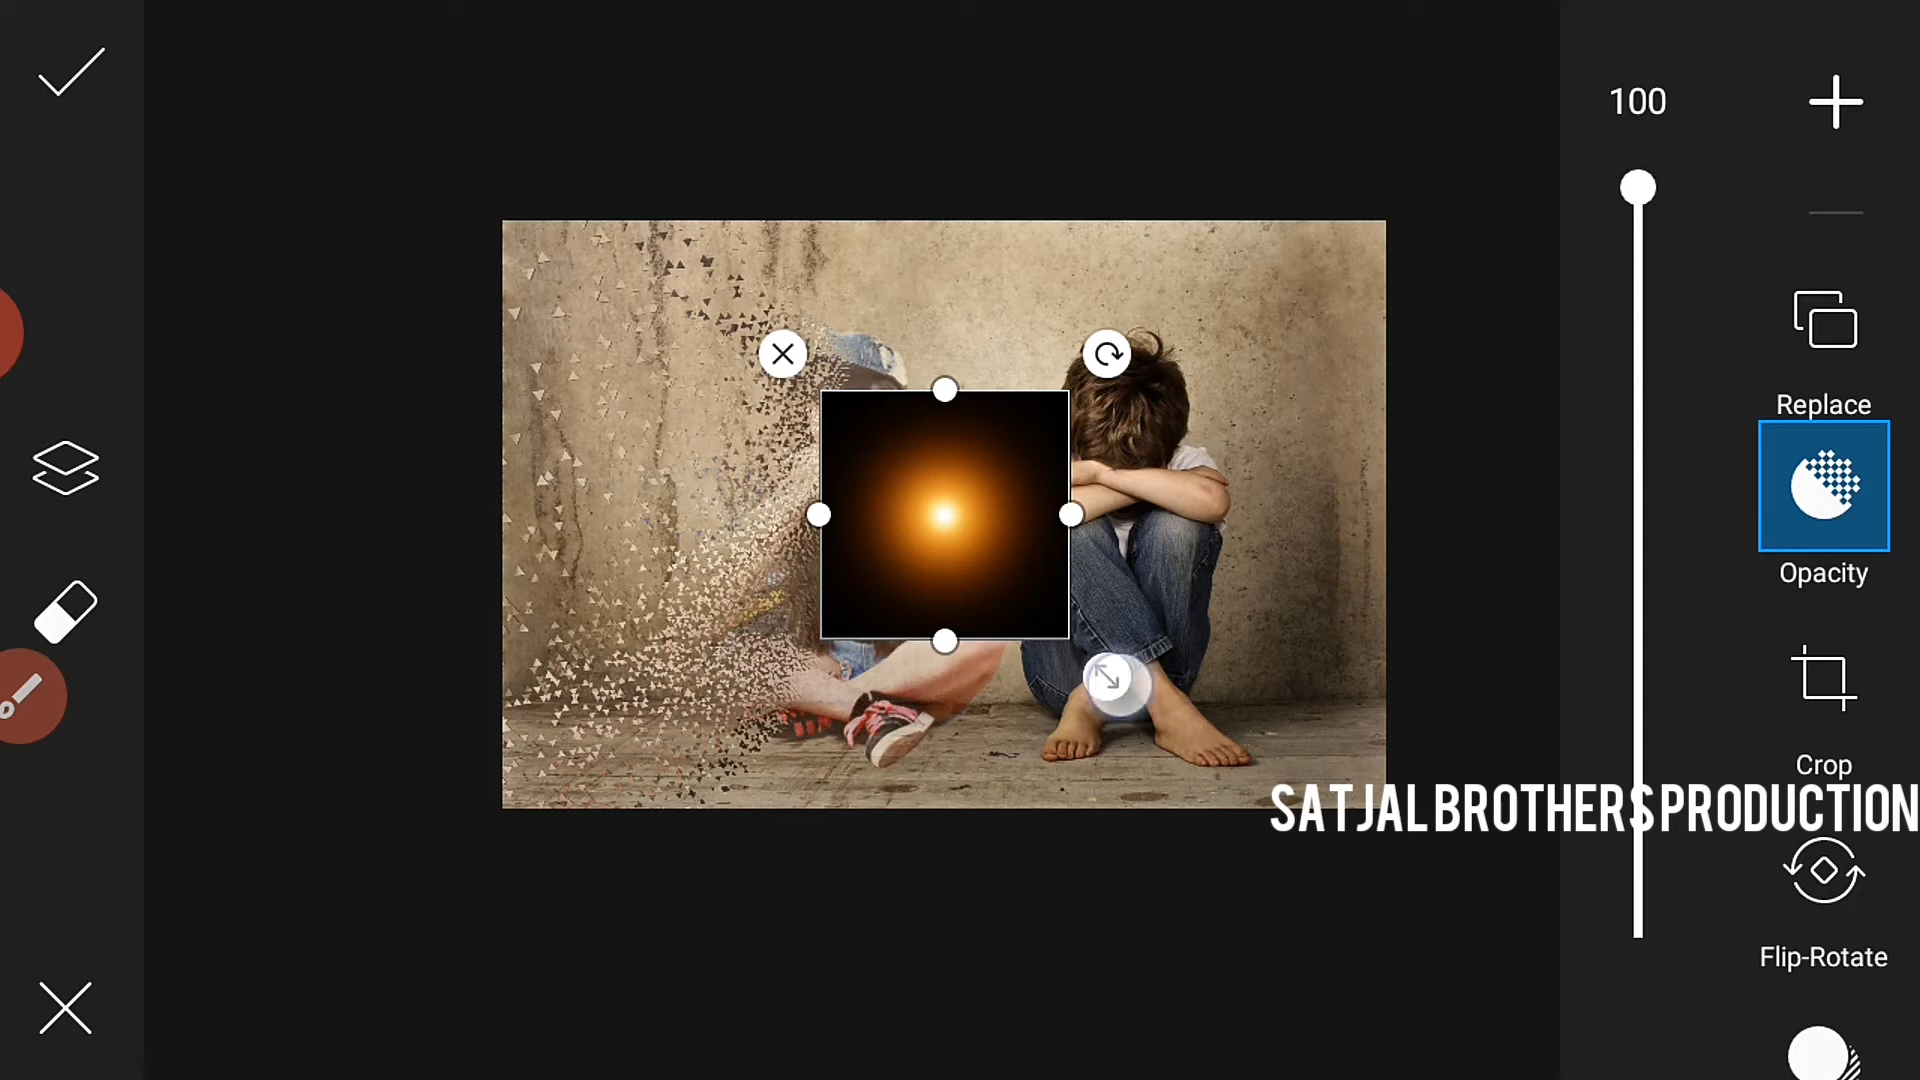 100
Replace
Opacity
Crop
SATJAL BROTHERS PRODUCTION
Flip-Rotate